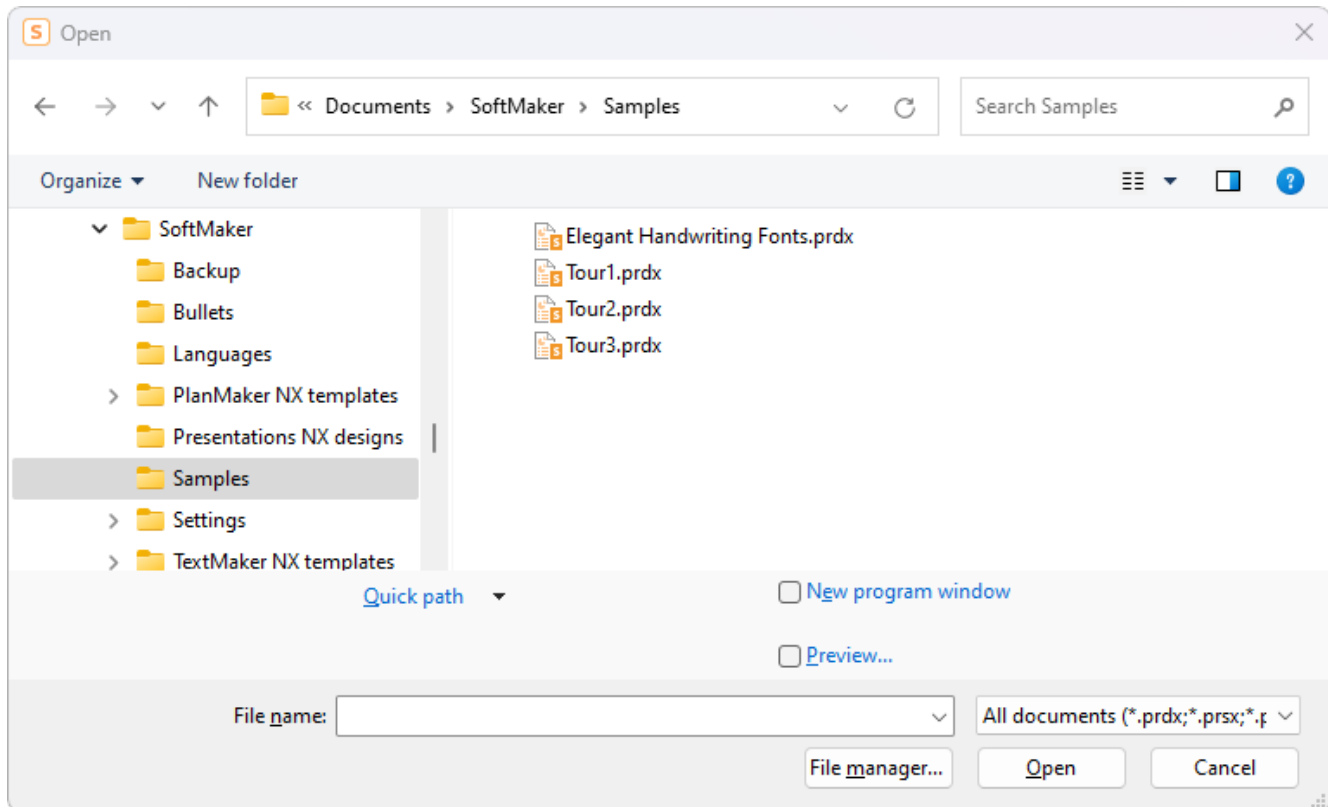 S Open
« Documents > SoftMaker > Samples
Search Samples
Organize
New folder
?
SoftMaker
Backup
Bullets
Languages
PlanMaker NX templates
Presentations NX designs
Samples
Settings
TextMaker NX templates
Elegant Handwriting Fonts.prdx
Tour1.prdx
Tour2.prdx
Tour3.prdx
Quick path
New program window
Preview...
File name:
All documents (*.prdx;*.prsx;*.p
File manager...
Open
Cancel